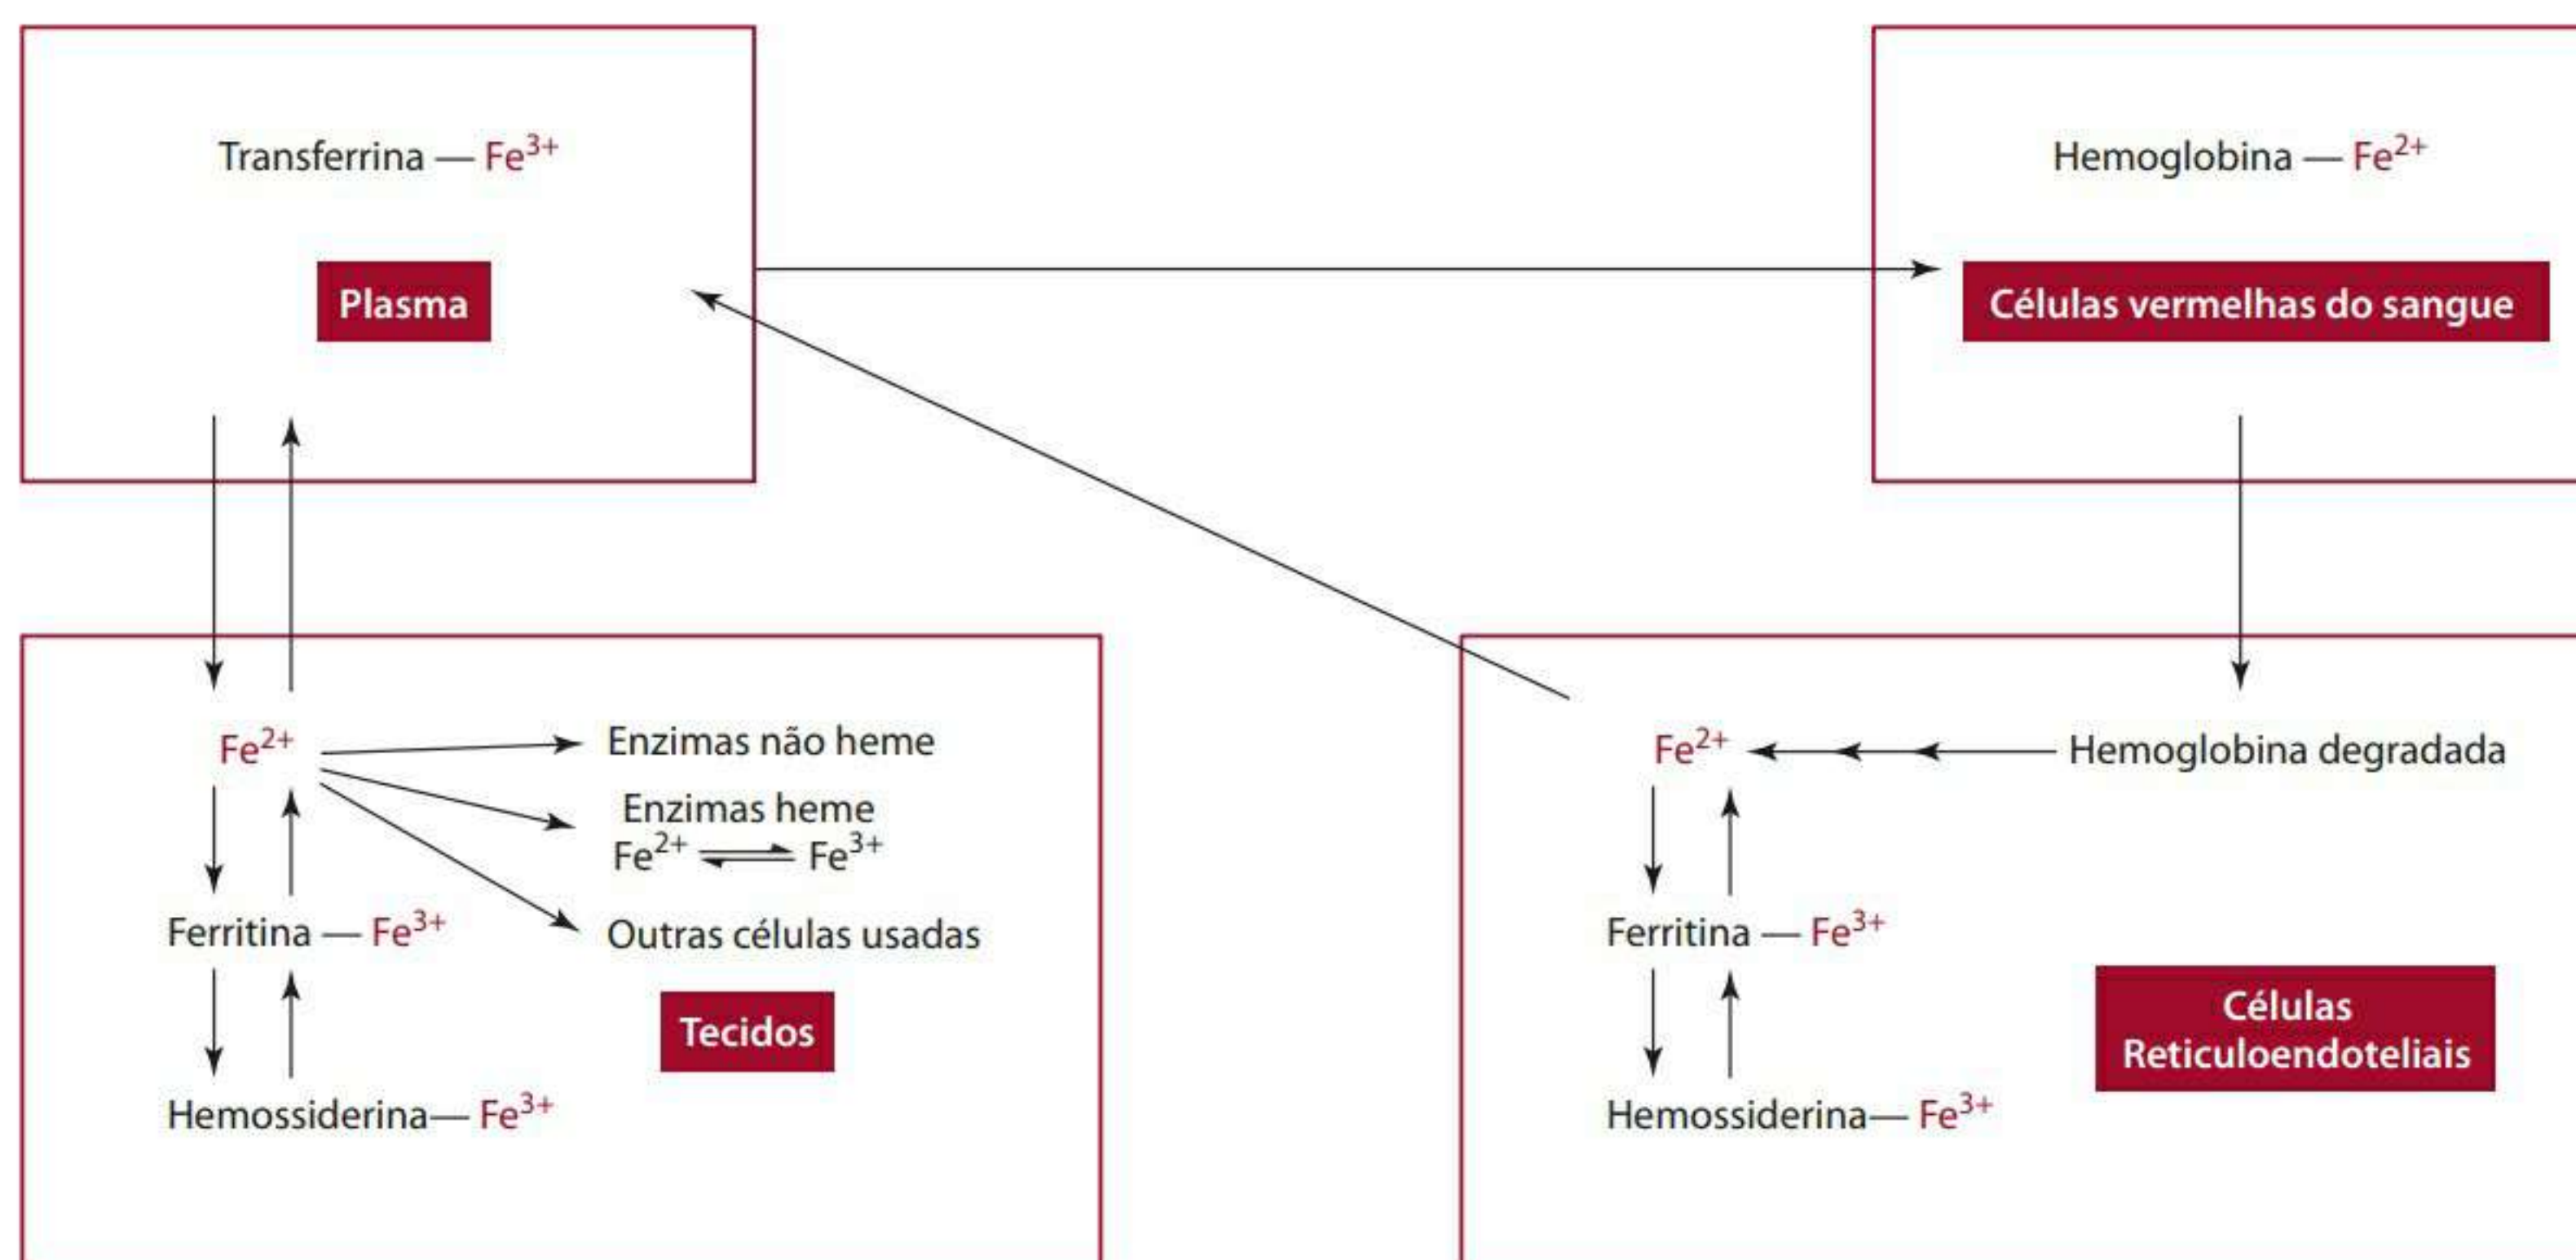 Transferrina — Fe³⁺
Plasma
Hemoglobina — Fe²⁺
Células vermelhas do sangue
Fe²⁺
Enzimas não heme
Enzimas heme
Fe²⁺ ⇌ Fe³⁺
Ferritina — Fe³⁺
Outras células usadas
Tecidos
Hemossiderina— Fe³⁺
Fe²⁺
Hemoglobina degradada
Ferritina — Fe³⁺
Células
Reticuloendoteliais
Hemossiderina— Fe³⁺